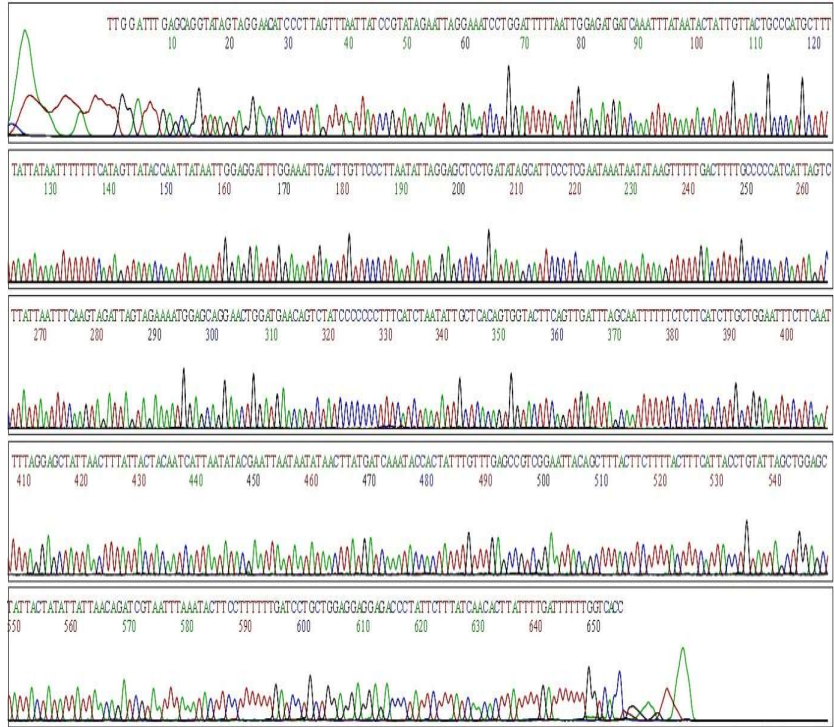 TTGGATTTGAGCAGGTATAGTAGGAACATCCCTTAGTTTAATTATCCGTATAGAATTAGGAAATCCTGGATTTTTAATTGGAGATGATCAAATTTATAATACTATTGTTACTGCCCATGCTTTT
10 20 30 40 50 60 70 80 90 100 110 120
TATTATAATTTTTTTCATAGTTATACCAATTATAATTGGAGGATTTGGAAATTGACTTGTTCCCTTAATATTAGGAGCTCCTGATATAGCATTCCCTCGAATAAATAATATAAGTTTTTGACTTTTGCCCCCATCATTAGTC
130 140 150 160 170 180 190 200 210 220 230 240 250 260
TTATTAATTTCAAGTAGATTAGTAGAAAATGGAGCAGGAACTGGATGAACAGTCTATCCCCCCCTTTCATCTAATATTGCTCACAGTGGTACTTCAGTTGATTTAGCAATTTTTTCTCTTCATCTTGCTGGAATTTCTTCAAT
270 280 290 300 310 320 330 340 350 360 370 380 390 400
TTTAGGAGCTATTAACTTTATTACTACAATCATTAATATACGAATTAATAATATAACTTATGATCAAATACCACTATTTGTTTGAGCCGTCGGAATTACAGCTTTACTTCTTTTACTTTCATTACCTGTATTAGCTGGAGC
410 420 430 440 450 460 470 480 490 500 510 520 530 540
TATTACTATATTATTAACAGATCGTAATTTAAATACTTCCTTTTTTGATCCTGCTGGAGGAGGAGACCCTATTCTTTATCAACACTTATTTTGATTTTTTGGTCACC
550 560 570 580 590 600 610 620 630 640 650